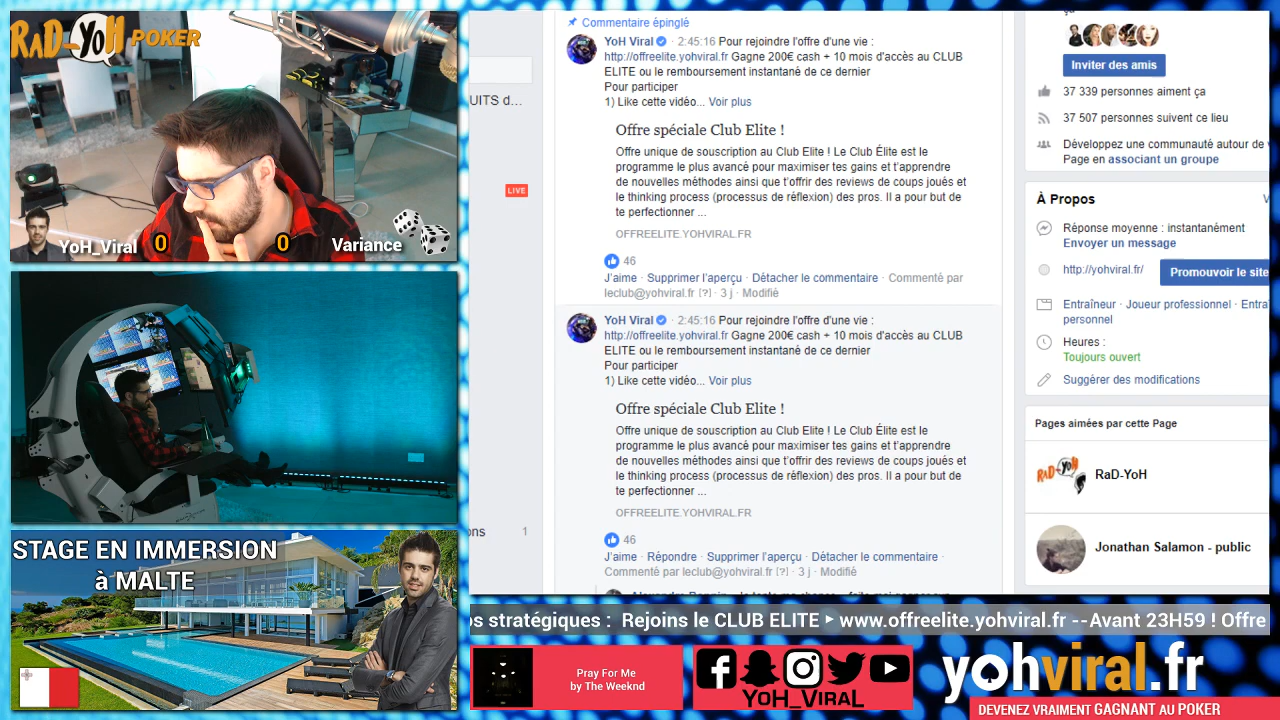 RaD-YoH POKER
YoH_Viral 0
0 Variance
STAGE EN IMMERSION
à MALTE
UITS d...
LIVE
1
Commentaire épinglé
YoH Viral · 2:45:16 Pour rejoindre l'offre d'une vie :
http://offreelite.yohviral.fr Gagne 200€ cash + 10 mois d'accès au CLUB
ELITE ou le remboursement instantané de ce dernier
Pour participer
1) Like cette vidéo... Voir plus
Offre spéciale Club Elite !
Offre unique de souscription au Club Elite ! Le Club Élite est le
programme le plus avancé pour maximiser tes gains et t'apprendre
de nouvelles méthodes ainsi que t'offrir des reviews de coups joués et
le thinking process (processus de réflexion) des pros. Il a pour but de
te perfectionner ...
OFFREELITE.YOHVIRAL.FR
46
J'aime · Supprimer l'aperçu · Détacher le commentaire · Commenté par
leclub@yohviral.fr [?] · 3 j · Modifié
YoH Viral · 2:45:16 Pour rejoindre l'offre d'une vie :
http://offreelite.yohviral.fr Gagne 200€ cash + 10 mois d'accès au CLUB
ELITE ou le remboursement instantané de ce dernier
Pour participer
1) Like cette vidéo... Voir plus
Offre spéciale Club Elite !
Offre unique de souscription au Club Elite ! Le Club Élite est le
programme le plus avancé pour maximiser tes gains et t'apprendre
de nouvelles méthodes ainsi que t'offrir des reviews de coups joués et
le thinking process (processus de réflexion) des pros. Il a pour but de
te perfectionner ...
OFFREELITE.YOHVIRAL.FR
46
J'aime · Répondre · Supprimer l'aperçu · Détacher le commentaire ·
Commenté par leclub@yohviral.fr [?] · 3 j · Modifié
Inviter des amis
37 339 personnes aiment ça
37 507 personnes suivent ce lieu
Développez une communauté autour de
Page en associant un groupe
À Propos
Réponse moyenne : instantanément
Envoyer un message
http://yohviral.fr/ Promouvoir le site
Entraîneur · Joueur professionnel · Entraî
personnel
Heures :
Toujours ouvert
Suggérer des modifications
Pages aimées par cette Page
RaD-YoH
RaD-YoH
Jonathan Salamon - public
os stratégiques : Rejoins le CLUB ELITE ▸ www.offreelite.yohviral.fr --Avant 23H59 ! Offre
Pray For Me
by The Weeknd
YoH_ViraL
yohviral.fr
DEVENEZ VRAIMENT GAGNANT AU POKER